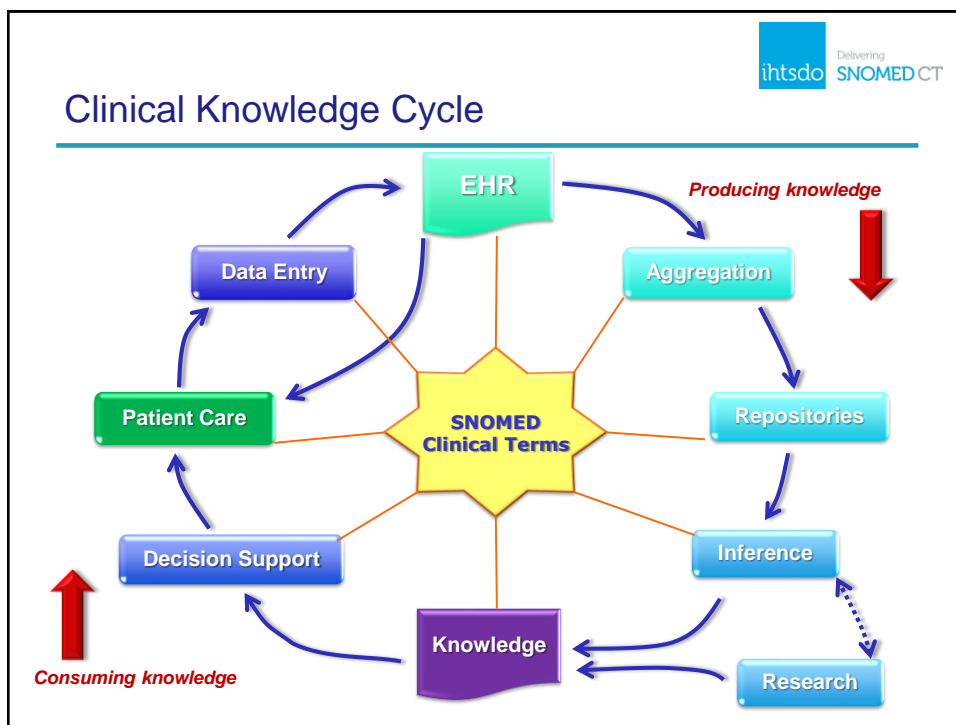 Delivering
ihtsdo SNOMED CT
Clinical Knowledge Cycle
EHR
Producing knowledge
Data Entry
Aggregation
Patient Care
SNOMED
Clinical Terms
Repositories
Decision Support
Inference
Knowledge
Consuming knowledge
Research